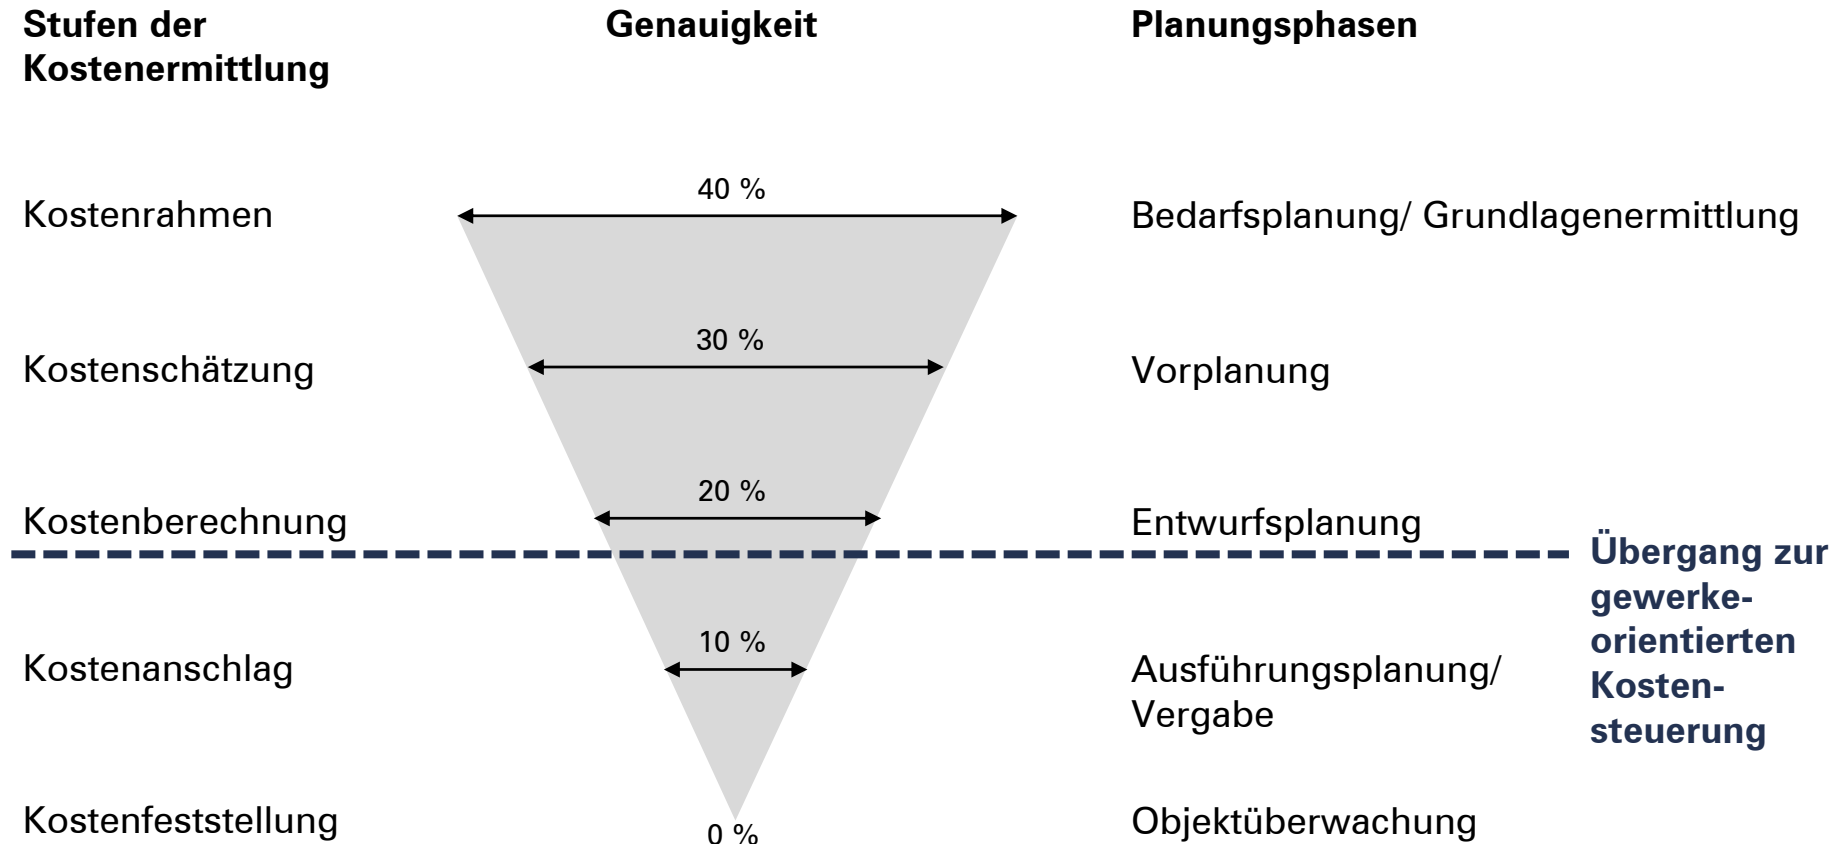 Stufen der
Kostenermittlung
Genauigkeit
Planungsphasen
Kostenrahmen
40 %
Bedarfsplanung/ Grundlagenermittlung
Kostenschätzung
30 %
Vorplanung
Kostenberechnung
20 %
Entwurfsplanung
Übergang zur
gewerke-
orientierten
Kosten-
steuerung
Kostenanschlag
10 %
Ausführungsplanung/
Vergabe
Kostenfeststellung
0 %
Objektüberwachung